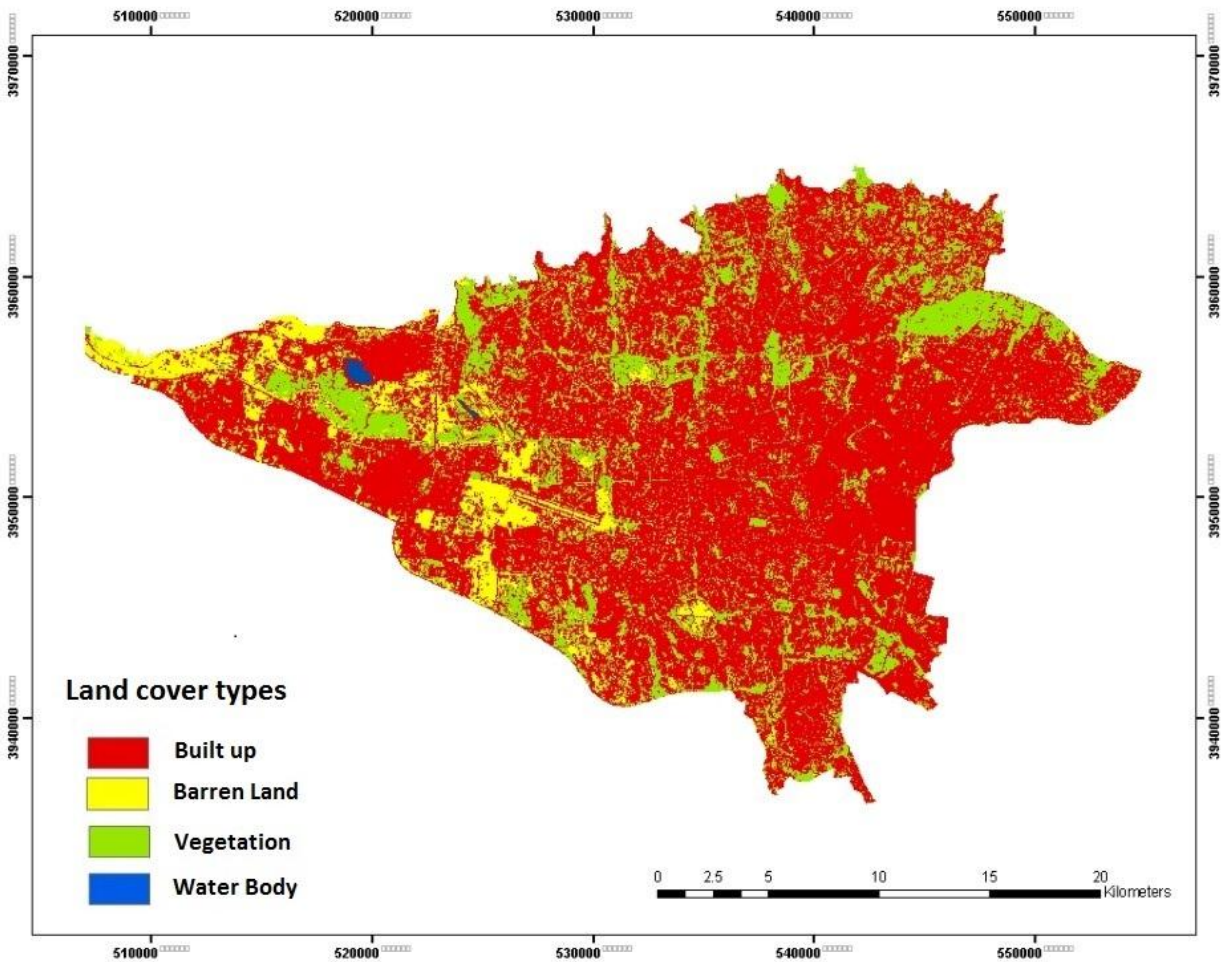 510000 520000 530000 540000 550000
3970000 3970000
3960000 3960000
3950000 3950000
3940000 3940000
Land cover types
Built up
Barren Land
Vegetation
Water Body
0 2.5 5 10 15 20
Kilometers
510000 520000 530000 540000 550000